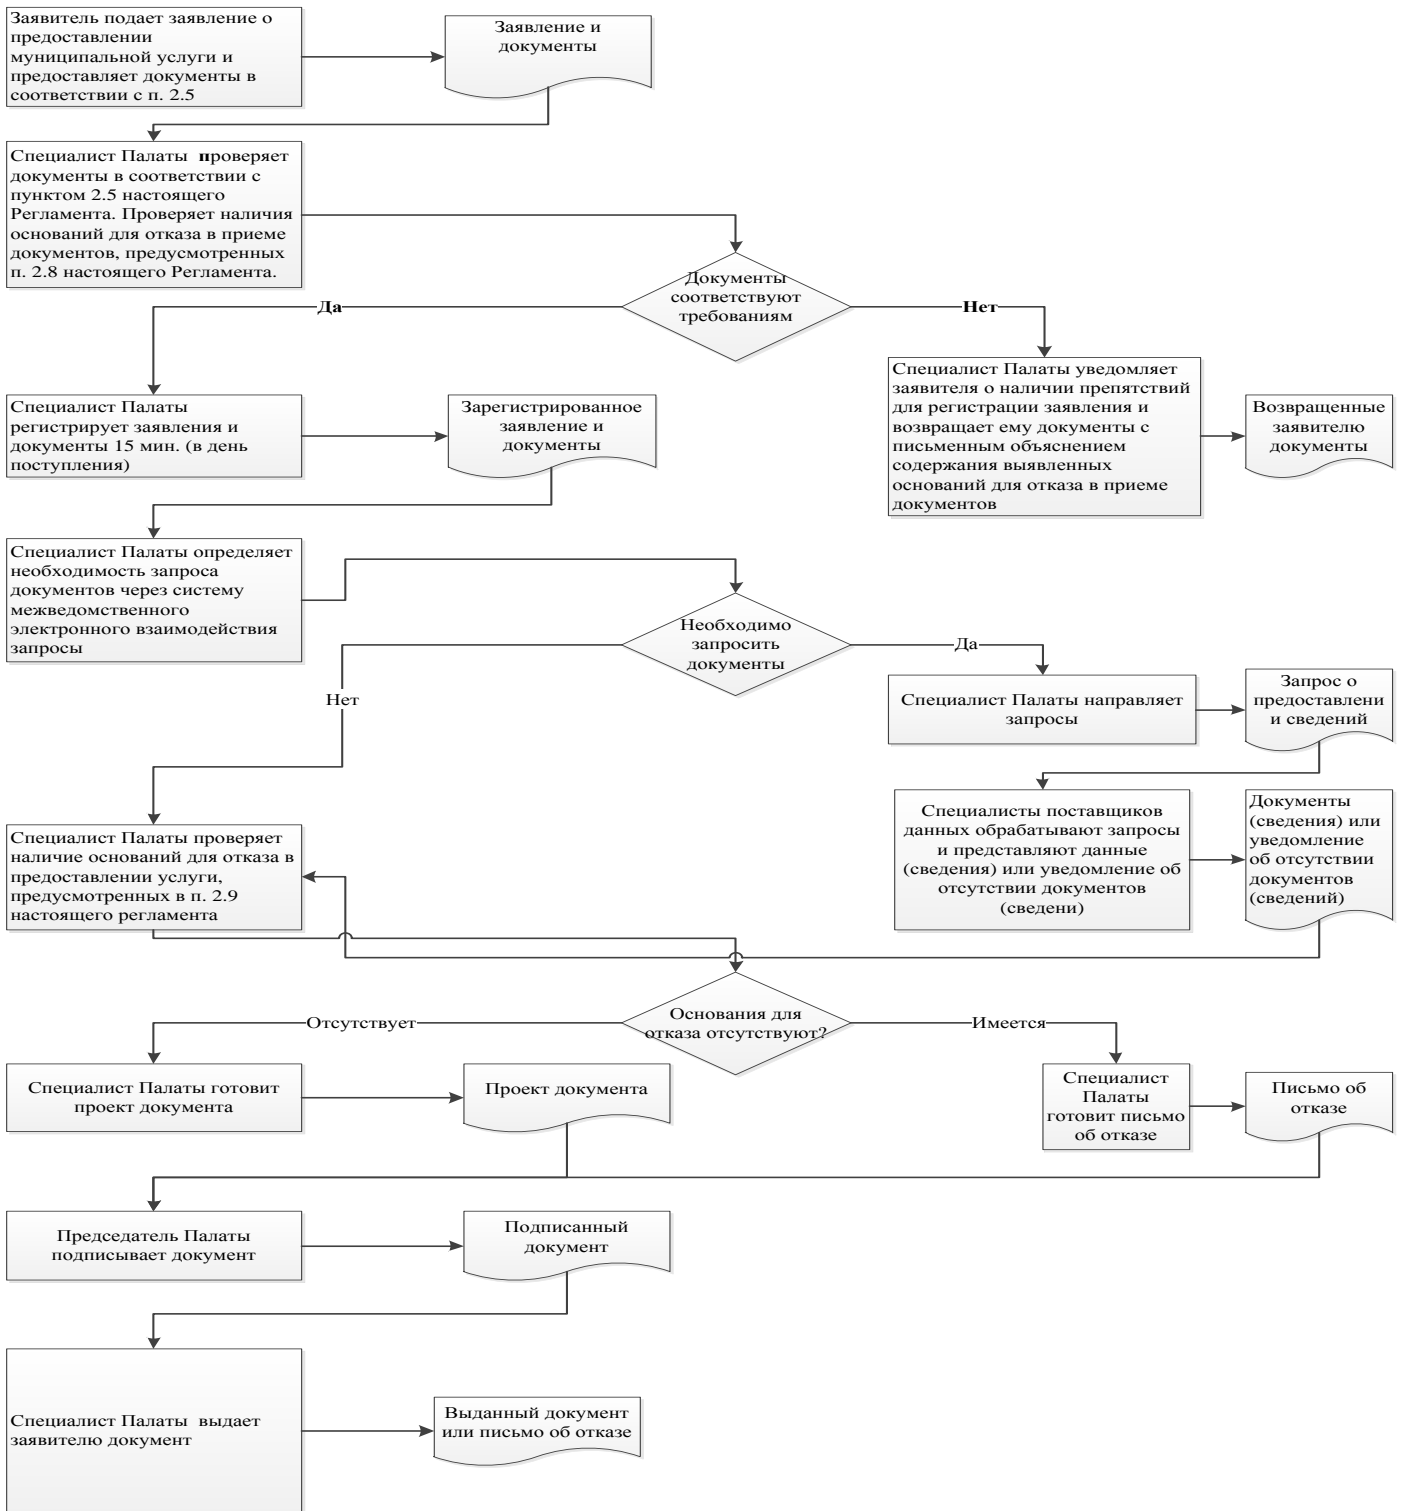 Заявитель подает заявление о
предоставлении
муниципальной услуги и
предоставляет документы в
соответствии с п. 2.5
Заявление и
документы
Специалист Палаты  проверяет
документы в соответствии с
пунктом 2.5 настоящего
Регламента. Проверяет наличия
оснований для отказа в приеме
документов, предусмотренных
п. 2.8 настоящего Регламента.
Документы
соответствуют
требованиям
Да
Нет
Специалист Палаты
регистрирует заявления и
документы 15 мин. (в день
поступления)
Зарегистрированное
заявление и
документы
Специалист Палаты уведомляет
заявителя о наличии препятствий
для регистрации заявления и
возвращает ему документы с
письменным объяснением
содержания выявленных
оснований для отказа в приеме
документов
Возвращенные
заявителю
документы
Специалист Палаты определяет
необходимость запроса
документов через систему
межведомственного
электронного взаимодействия
запросы
Необходимо
запросить
документы
Да
Нет
Специалист Палаты направляет
запросы
Запрос о
предоставлени
и сведений
Специалисты поставщиков
данных обрабатывают запросы
и представляют данные
(сведения) или уведомление об
отсутствии документов
(сведени)
Документы
(сведения) или
уведомление
об отсутствии
документов
(сведений)
Специалист Палаты проверяет
наличие оснований для отказа в
предоставлении услуги,
предусмотренных в п. 2.9
настоящего регламента
Основания для
отказа отсутствуют?
Отсутствует
Имеется
Специалист Палаты готовит
проект документа
Проект документа
Специалист
Палаты
готовит письмо
об отказе
Письмо об
отказе
Председатель Палаты
подписывает документ
Подписанный
документ
Специалист Палаты  выдает
заявителю документ
Выданный документ
или письмо об отказе